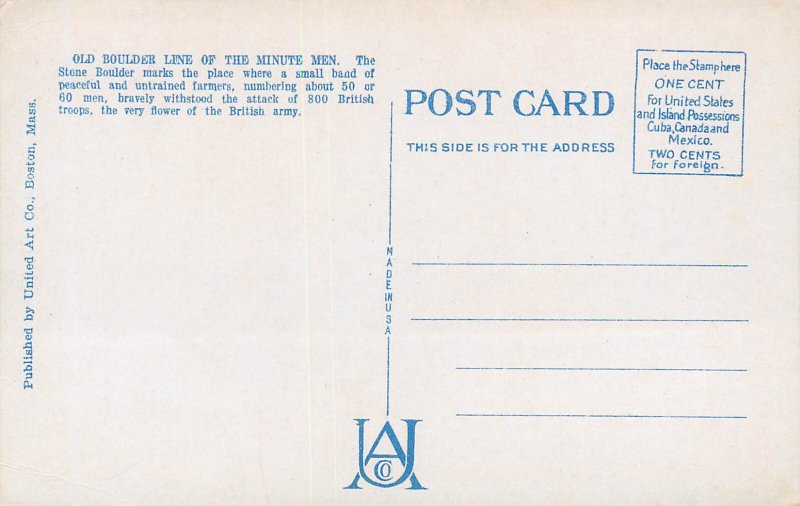 OLD BOULDER LINE OF THE MINUTE MEN. The
Stone Boulder marks the place where a small band of
peaceful and untrained farmers, numbering about 50 or
60 men, bravely withstood the attack of 800 British
troops, the very flower of the British army.
Published by United Art Co., Boston, Mass.
POST CARD
THIS SIDE IS FOR THE ADDRESS
Place the Stamp here
ONE CENT
For United States
and Island Possessions
Cuba, Canada and
Mexico.
TWO CENTS
for foreign.
MADE IN USA
UA
CO